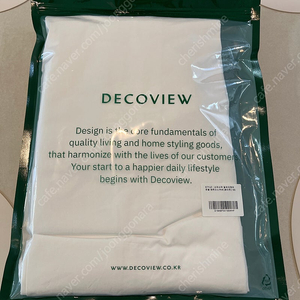 DECOVIEW
Design is the core fundamentals of
quality living and home styling goods,
that harmonize with the lives of our customer
Your start to a happier daily lifestyle
begins with Decoview.
WWW.DECOVIEW.CO.KR